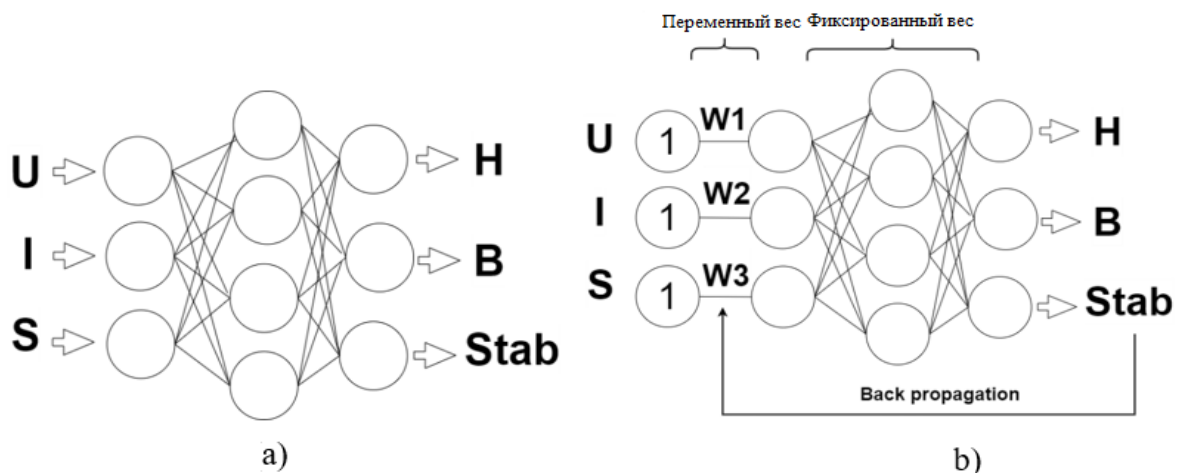 Переменный вес Фиксированный вес
U H
I B
S Stab
a)
U 1 W1 H
I 1 W2 B
S 1 W3 Stab
Back propagation
b)